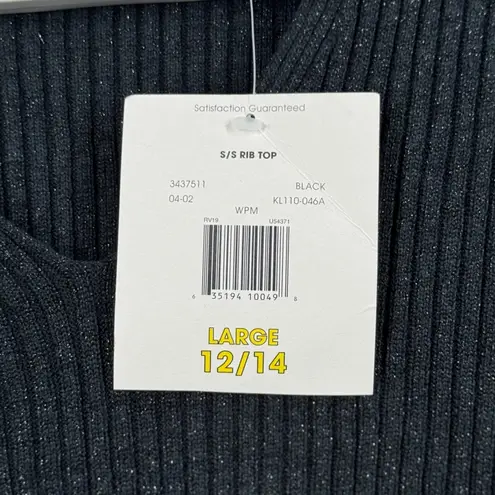 Satisfaction Guaranteed
S/S RIB TOP
3437511 BLACK
04-02 KL110-046A
WPM
RV19 US4371
6 35194 10049 6
LARGE
12/14